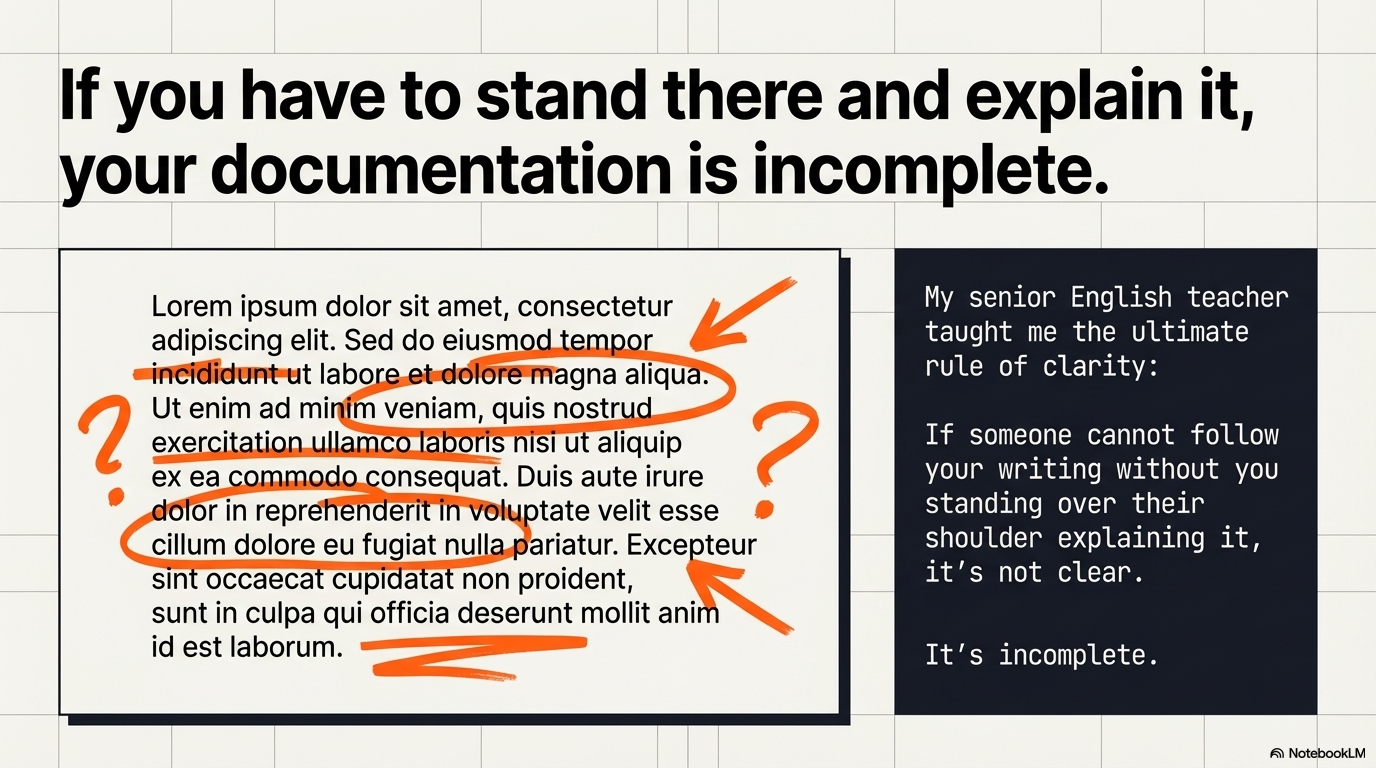 If you have to stand there and explain it,
your documentation is incomplete.
Lorem ipsum dolor sit amet, consectetur
adipiscing elit. Sed do eiusmod tempor
incididunt ut labore et dolore magna aliqua.
Ut enim ad minim veniam, quis nostrud
exercitation ullamco laboris nisi ut aliquip
ex ea commodo consequat. Duis aute irure
dolor in reprehenderit in voluptate velit esse
cillum dolore eu fugiat nulla pariatur. Excepteur
sint occaecat cupidatat non proident,
sunt in culpa qui officia deserunt mollit anim
id est laborum.
?
?
My senior English teacher
taught me the ultimate
rule of clarity:
If someone cannot follow
your writing without you
standing over their
shoulder explaining it,
it's not clear.
It's incomplete.
NotebookLM